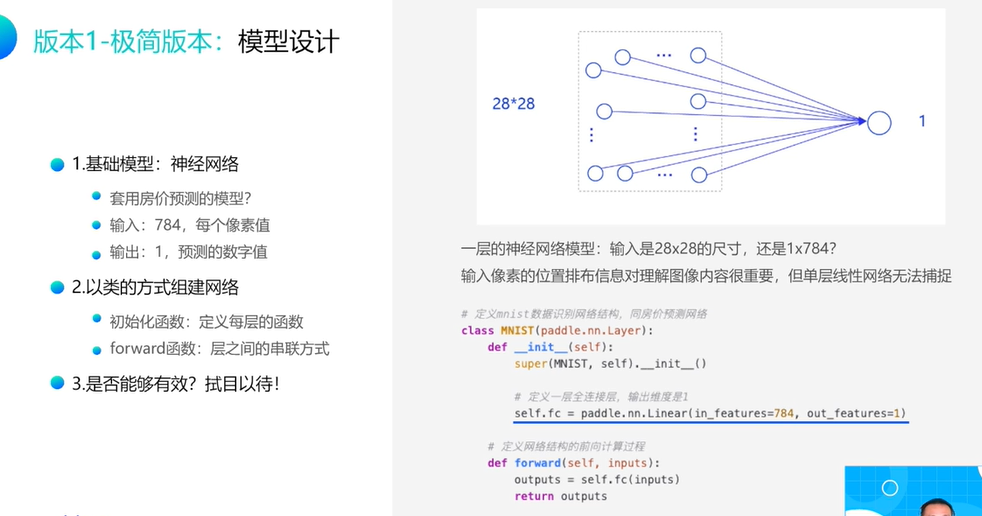 版本1-极简版本：模型设计
1.基础模型：神经网络
套用房价预测的模型？
输入：784，每个像素值
输出：1，预测的数字值
2.以类的方式组建网络
初始化函数：定义每层的函数
forward函数：层之间的串联方式
3.是否能够有效？拭目以待！
28*28
1
一层的神经网络模型：输入是28x28的尺寸，还是1x784？
输入像素的位置排布信息对理解图像内容很重要，但单层线性网络无法捕捉
# 定义mnist数据识别网络结构，同房价预测网络
class MNIST(paddle.nn.Layer):
def __init__(self):
super(MNIST, self).__init__()
# 定义一层全连接层，输出维度是1
self.fc = paddle.nn.Linear(in_features=784, out_features=1)
# 定义网络结构的前向计算过程
def forward(self, inputs):
outputs = self.fc(inputs)
return outputs